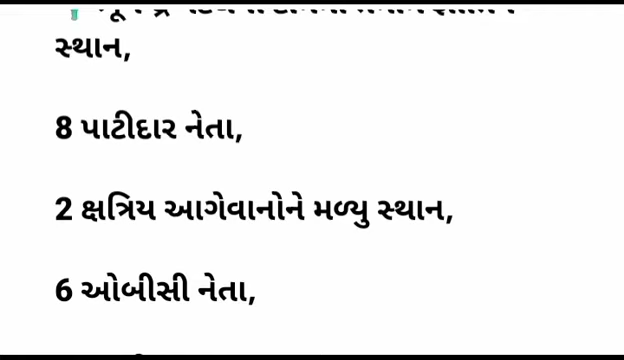 સ્થાન,
8 પાટીદાર નેતા,
2 ક્ષત્રિય આગેવાનોને મળ્યુ સ્થાન,
6 ઓબીસી નેતા,